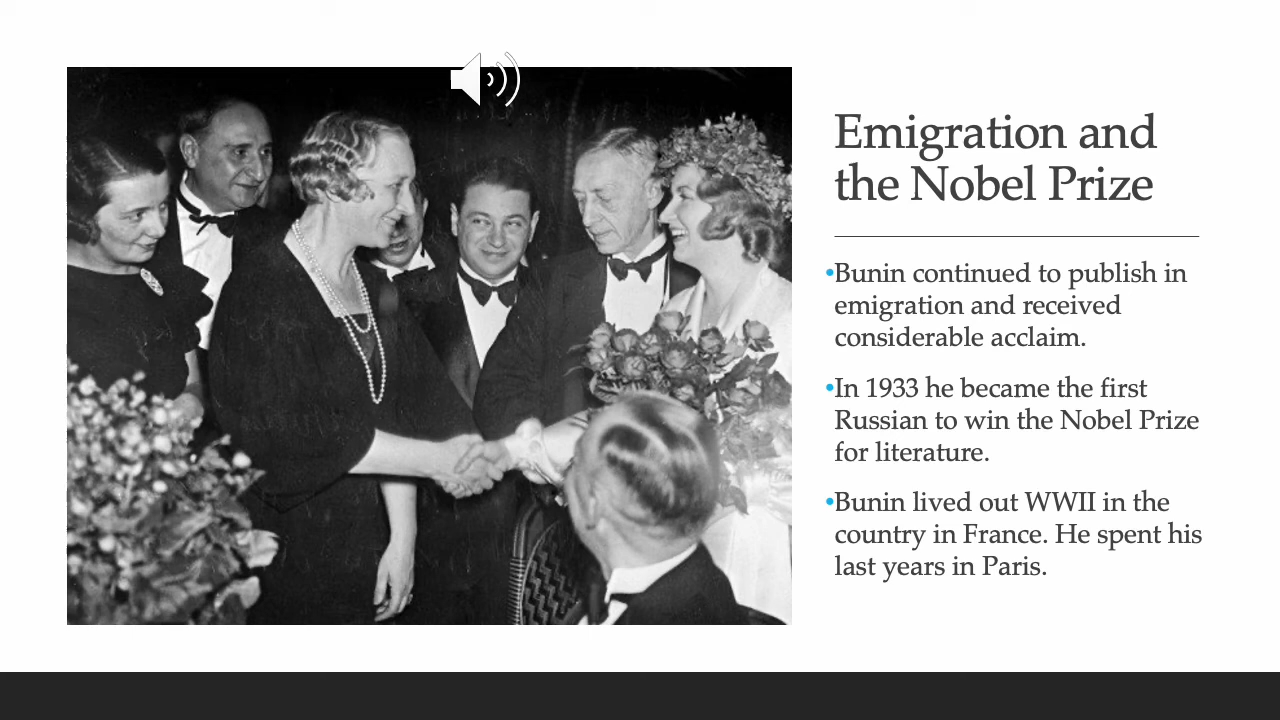 Emigration and
the Nobel Prize
•Bunin continued to publish in
emigration and received
considerable acclaim.
•In 1933 he became the first
Russian to win the Nobel Prize
for literature.
•Bunin lived out WWII in the
country in France. He spent his
last years in Paris.